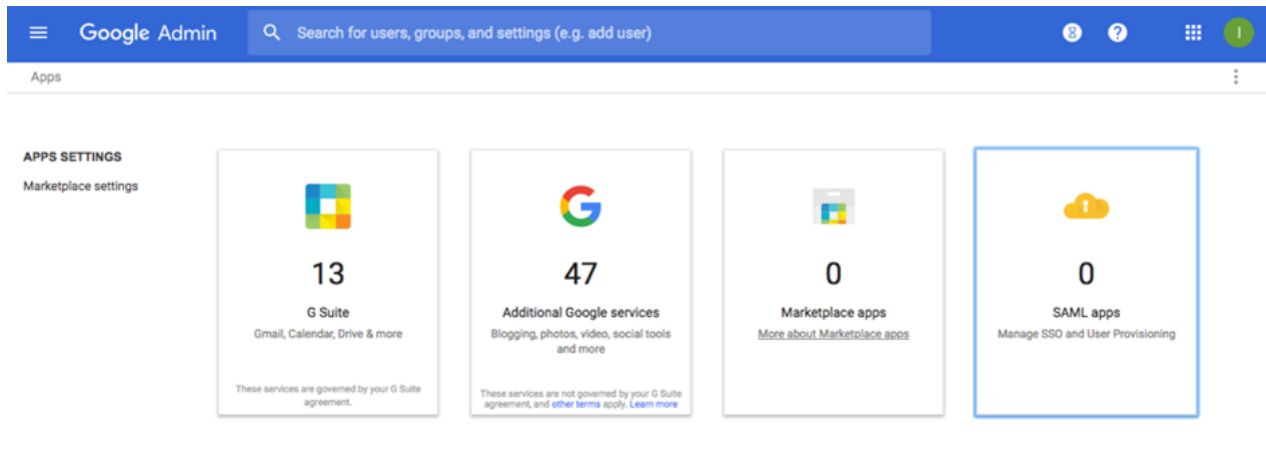 Google Admin
Search for users, groups, and settings (e.g. add user)
8
?
I
Apps
APPS SETTINGS
Marketplace settings
13
G Suite
Gmail, Calendar, Drive & more
These services are governed by your G Suite
agreement.
47
Additional Google services
Blogging, photos, video, social tools
and more
These services are not governed by your G Suite
agreement, and other terms apply. Learn more
0
Marketplace apps
More about Marketplace apps
0
SAML apps
Manage SSO and User Provisioning